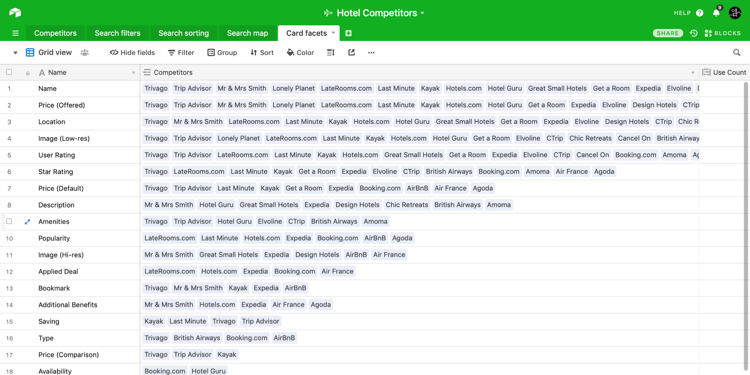 Hotel Competitors
HELP
9
Competitors Search filters Search sorting Search map Card facets
SHARE BLOCKS
Grid view Hide fields Filter Group Sort Color
Name Competitors Use Count
1 Name Trivago Trip Advisor Mr & Mrs Smith Lonely Planet LateRooms.com Last Minute Kayak Hotels.com Hotel Guru Great Small Hotels Get a Room Expedia Elvoline
2 Price (Offered) Trivago Trip Advisor Mr & Mrs Smith Lonely Planet LateRooms.com Last Minute Kayak Hotels.com Hotel Guru Get a Room Expedia Elvoline Design Hotels CTrip
3 Location Trivago Mr & Mrs Smith LateRooms.com Last Minute Kayak Hotels.com Hotel Guru Great Small Hotels Get a Room Expedia Elvoline Design Hotels CTrip Chic R
4 Image (Low-res) Trivago Trip Advisor Lonely Planet LateRooms.com Last Minute Kayak Hotels.com Hotel Guru Get a Room Elvoline CTrip Chic Retreats Cancel On British Airway
5 User Rating Trivago Trip Advisor LateRooms.com Last Minute Kayak Hotels.com Great Small Hotels Get a Room Expedia Elvoline CTrip Cancel On Booking.com Amoma Ag
6 Star Rating Trivago LateRooms.com Last Minute Kayak Get a Room Expedia Elvoline CTrip British Airways Booking.com Amoma Air France Agoda
7 Price (Default) Trivago Trip Advisor Last Minute Kayak Get a Room Expedia Booking.com AirBnB Air France Agoda
8 Description Mr & Mrs Smith Hotel Guru Great Small Hotels Expedia Design Hotels Chic Retreats British Airways Amoma
Amenities Trivago Trip Advisor Hotel Guru Elvoline CTrip British Airways Amoma
10 Popularity LateRooms.com Last Minute Hotels.com Expedia Booking.com AirBnB Agoda
11 Image (Hi-res) Mr & Mrs Smith Great Small Hotels Expedia Design Hotels AirBnB Air France
12 Applied Deal LateRooms.com Hotels.com Expedia Booking.com Air France
13 Bookmark Trivago Mr & Mrs Smith Kayak Expedia AirBnB
14 Additional Benefits Mr & Mrs Smith Hotels.com Expedia Air France Agoda
15 Saving Kayak Last Minute Trivago Trip Advisor
16 Type Trivago British Airways Booking.com AirBnB
17 Price (Comparison) Trivago Trip Advisor Kayak
18 Availability Booking.com Hotel Guru